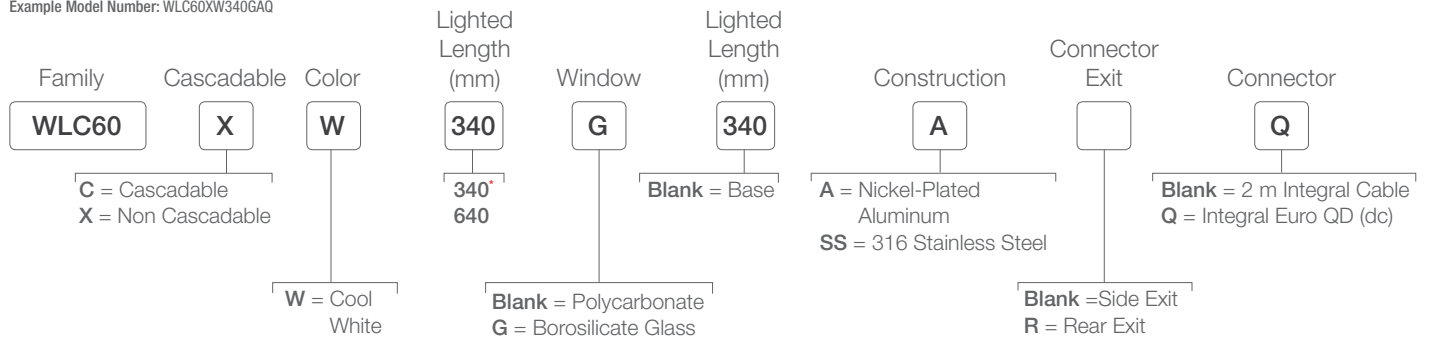 Example Model Number: WLC60XW340GAQ
Lighted
Length
(mm)
Lighted
Length
(mm)
Connector
Exit
Family
Cascadable
Color
Window
Construction
Connector
WLC60
X
W
340
G
340
A
Q
C = Cascadable
X = Non Cascadable
340*
640
Blank = Base
A = Nickel-Plated
Aluminum
SS = 316 Stainless Steel
Blank = 2 m Integral Cable
Q = Integral Euro QD (dc)
W = Cool
White
Blank = Polycarbonate
G = Borosilicate Glass
Blank =Side Exit
R = Rear Exit